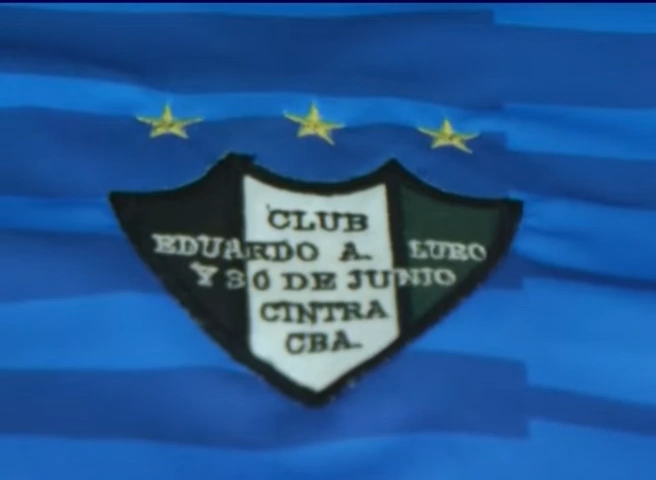 CLUB
EDUARDO A. LURO
Y 30 DE JUNIO
CINTRA
CBA.